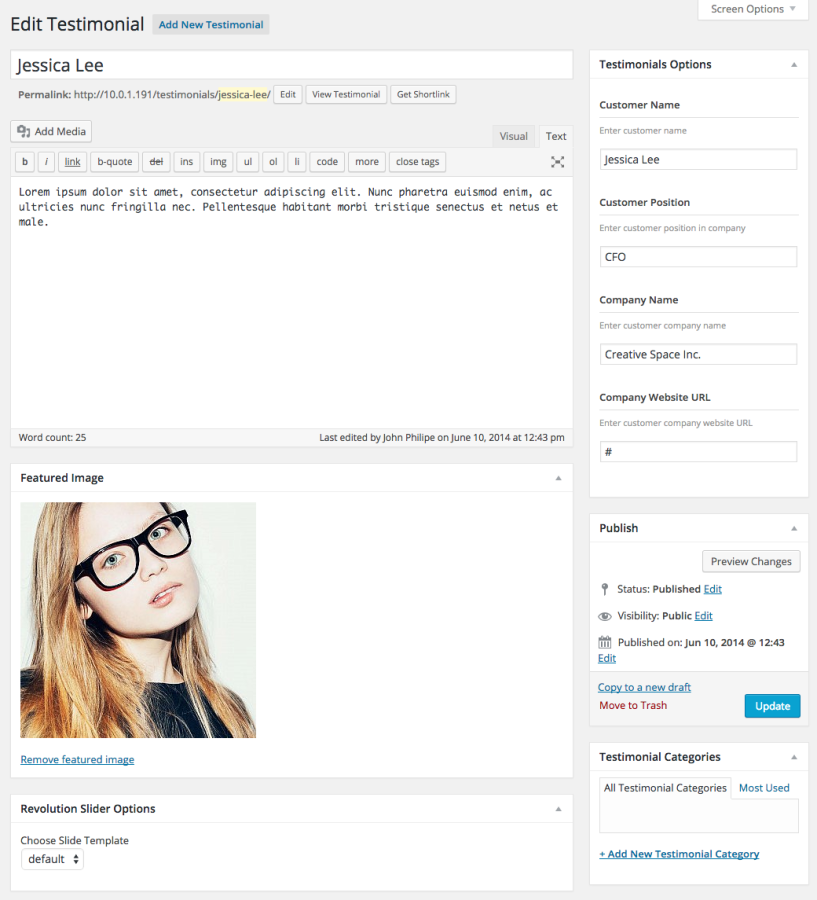 Screen Options
Edit Testimonial Add New Testimonial
Jessica Lee
Permalink: http://10.0.1.191/testimonials/jessica-lee/ Edit View Testimonial Get Shortlink
Add Media
Visual Text
b i link b-quote del ins img ul ol li code more close tags
Lorem ipsum dolor sit amet, consectetur adipiscing elit. Nunc pharetra euismod enim, ac
ultricies nunc fringilla nec. Pellentesque habitant morbi tristique senectus et netus et
male.
Word count: 25 Last edited by John Philipe on June 10, 2014 at 12:43 pm
Featured Image
Remove featured image
Revolution Slider Options
Choose Slide Template
default
Testimonials Options
Customer Name
Enter customer name
Jessica Lee
Customer Position
Enter customer position in company
CFO
Company Name
Enter customer company name
Creative Space Inc.
Company Website URL
Enter customer company website URL
#
Publish
Preview Changes
Status: Published Edit
Visibility: Public Edit
Published on: Jun 10, 2014 @ 12:43
Edit
Copy to a new draft
Move to Trash
Update
Testimonial Categories
All Testimonial Categories Most Used
+ Add New Testimonial Category